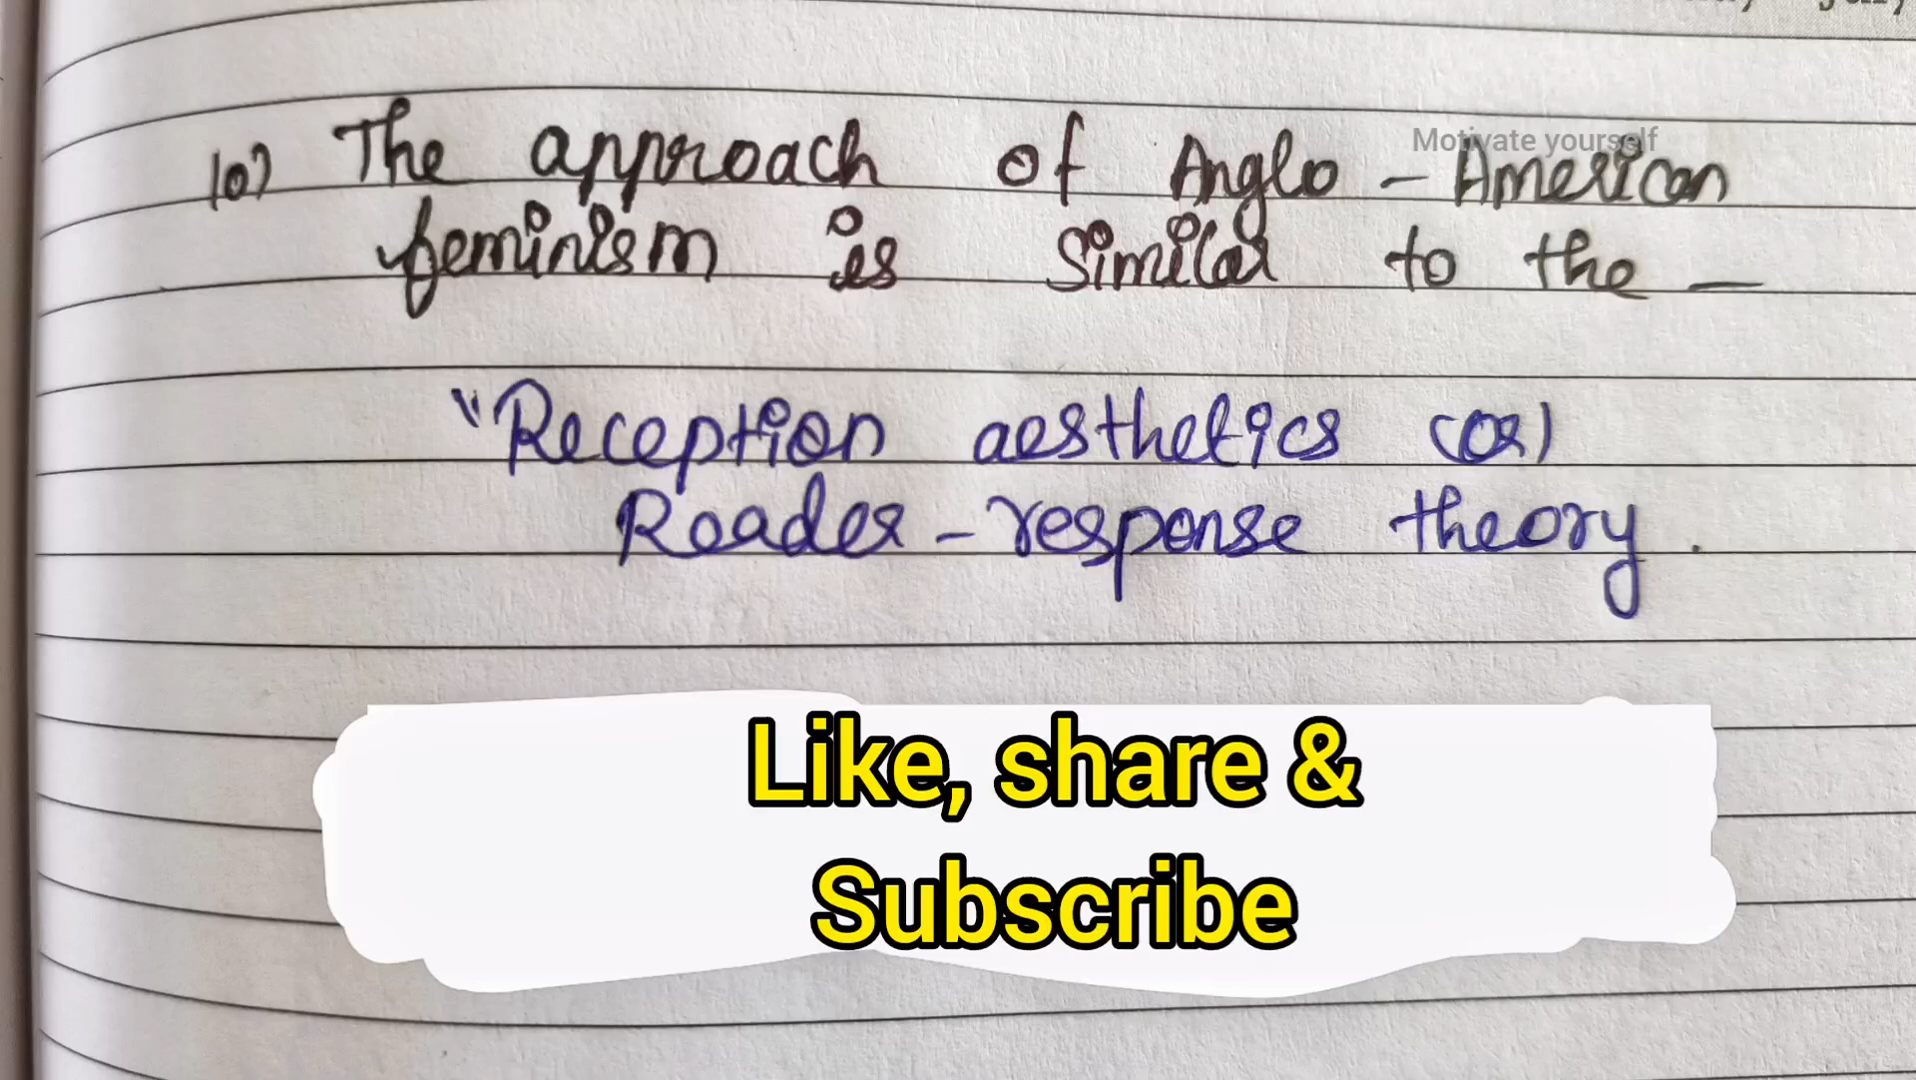 Motivate yourself
10) The approach of Anglo - American
feminism is similar to the —
"Reception aesthetics (or)
Reader - response theory.
Like, share &
Subscribe